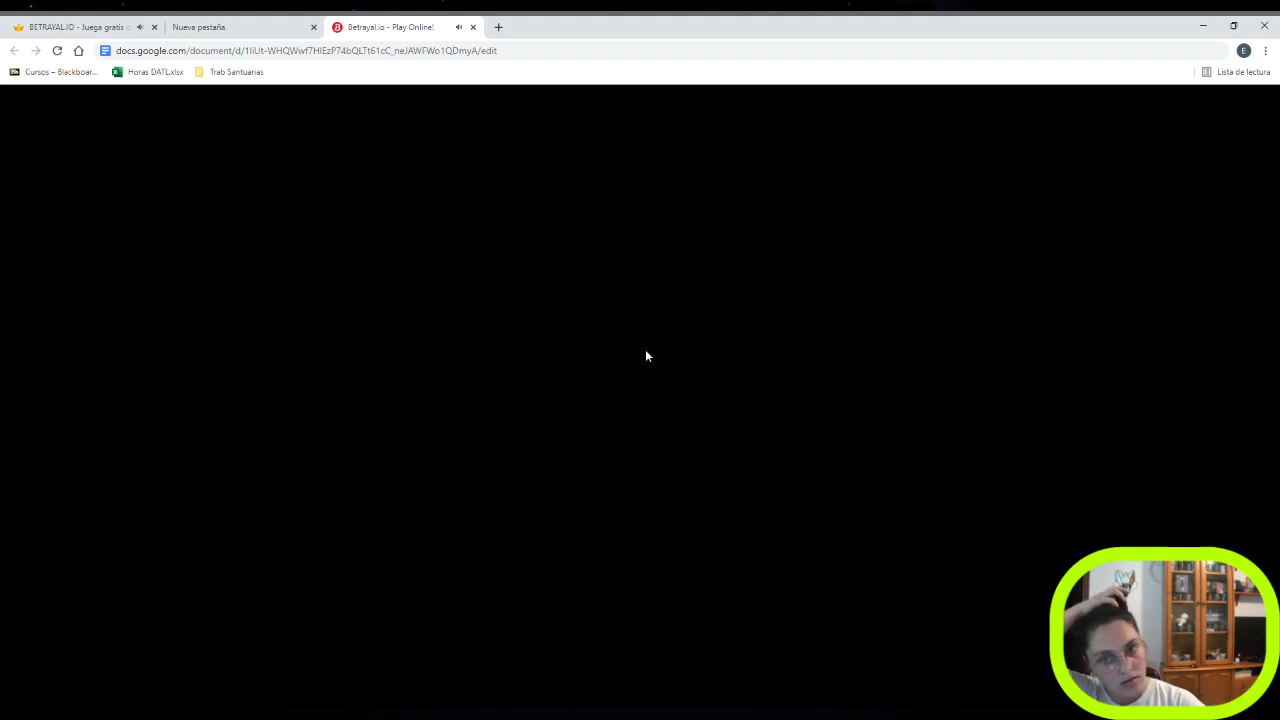 BETRAYAL.IO - Juega gratis
Nueva pestaña
Betrayal.io - Play Online!
docs.google.com/document/d/1IiUt-WHQWwf7HlEzP74bQLTt61cC_neJAWFWo1QDmyA/edit
E
Cursos – Blackboar...
Horas DATL.xlsx
Trab Santuarias
Lista de lectura